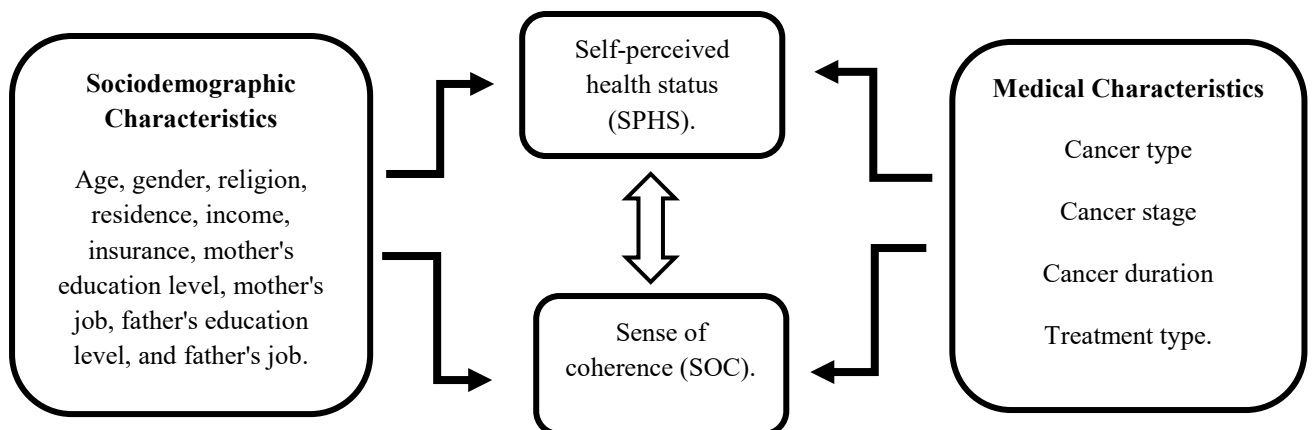 Sociodemographic
Characteristics
Age, gender, religion,
residence, income,
insurance, mother's
education level, mother's
job, father's education
level, and father's job.
Self-perceived
health status
(SPHS).
Sense of
coherence (SOC).
Medical Characteristics
Cancer type
Cancer stage
Cancer duration
Treatment type.